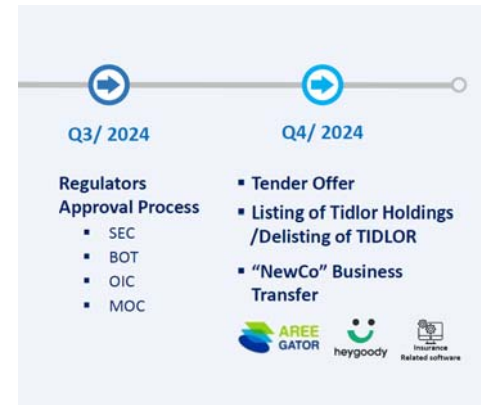 Q3/ 2024
Regulators
Approval Process
▪ SEC
▪ BOT
▪ OIC
▪ MOC
Q4/ 2024
▪ Tender Offer
▪ Listing of Tidlor Holdings
/Delisting of TIDLOR
▪ “NewCo” Business
Transfer
AREE
GATOR
heygoody
Insurance
Related software